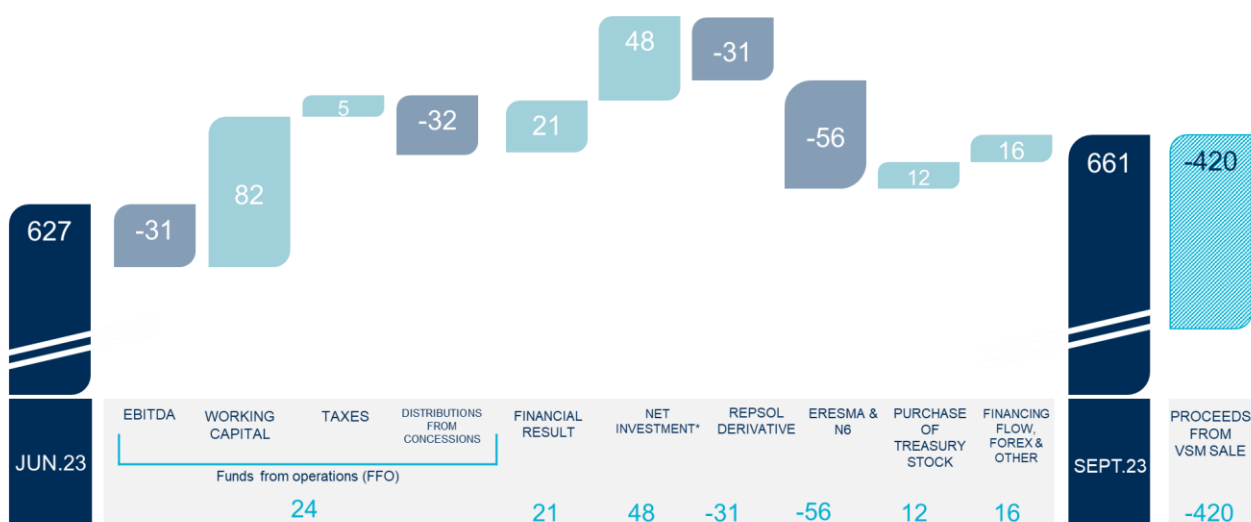 48
-31
5
-32
21
-56
16
661
-420
82
12
627
-31
EBITDA
WORKING
CAPITAL
TAXES
DISTRIBUTIONS
FROM
CONCESSIONS
FINANCIAL
RESULT
NET
INVESTMENT*
REPSOL
DERIVATIVE
ERESMA &
N6
PURCHASE
OF
TREASURY
STOCK
FINANCING
FLOW,
FOREX &
OTHER
PROCEEDS
FROM
VSM SALE
JUN.23
SEPT.23
Funds from operations (FFO)
24
21
48
-31
-56
12
16
-420